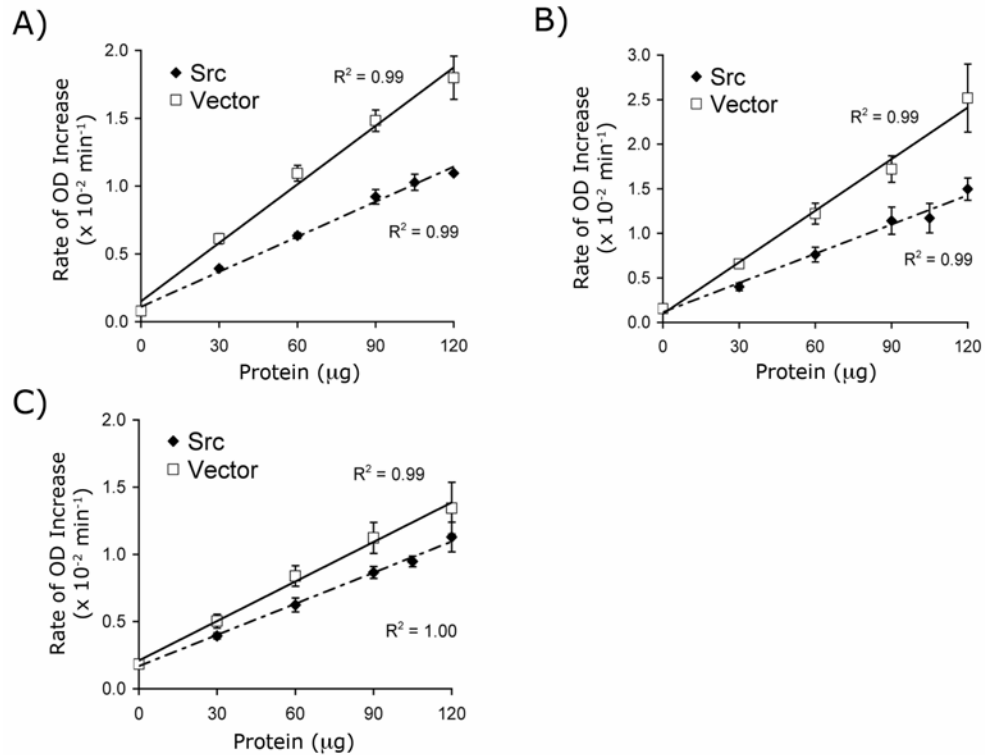 A)
Rate of OD Increase
(x 10⁻² min⁻¹)
2.0
1.5
1.0
0.5
0.0
Src
Vector
R² = 0.99
R² = 0.99
0 30 60 90 120
Protein (μg)
B)
Rate of OD Increase
(x 10⁻² min⁻¹)
3.0
2.5
2.0
1.5
1.0
0.5
0.0
Src
Vector
R² = 0.99
R² = 0.99
0 30 60 90 120
Protein (μg)
C)
Rate of OD Increase
(x 10⁻² min⁻¹)
2.0
1.5
1.0
0.5
0.0
Src
Vector
R² = 0.99
R² = 1.00
0 30 60 90 120
Protein (μg)